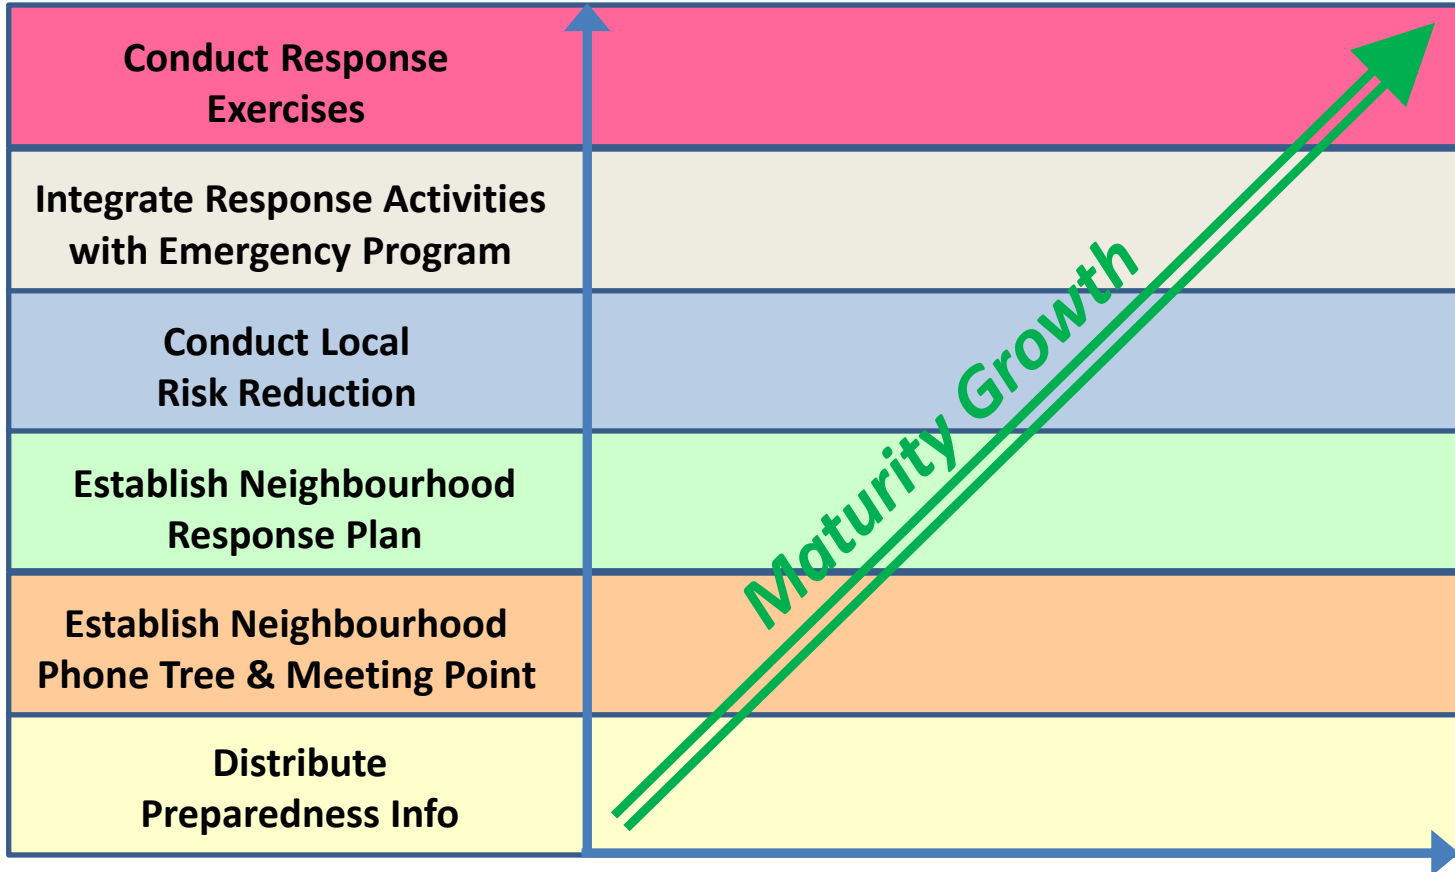 Conduct Response
Exercises
Integrate Response Activities
with Emergency Program
Conduct Local
Risk Reduction
Establish Neighbourhood
Response Plan
Establish Neighbourhood
Phone Tree & Meeting Point
Distribute
Preparedness Info
Maturity Growth